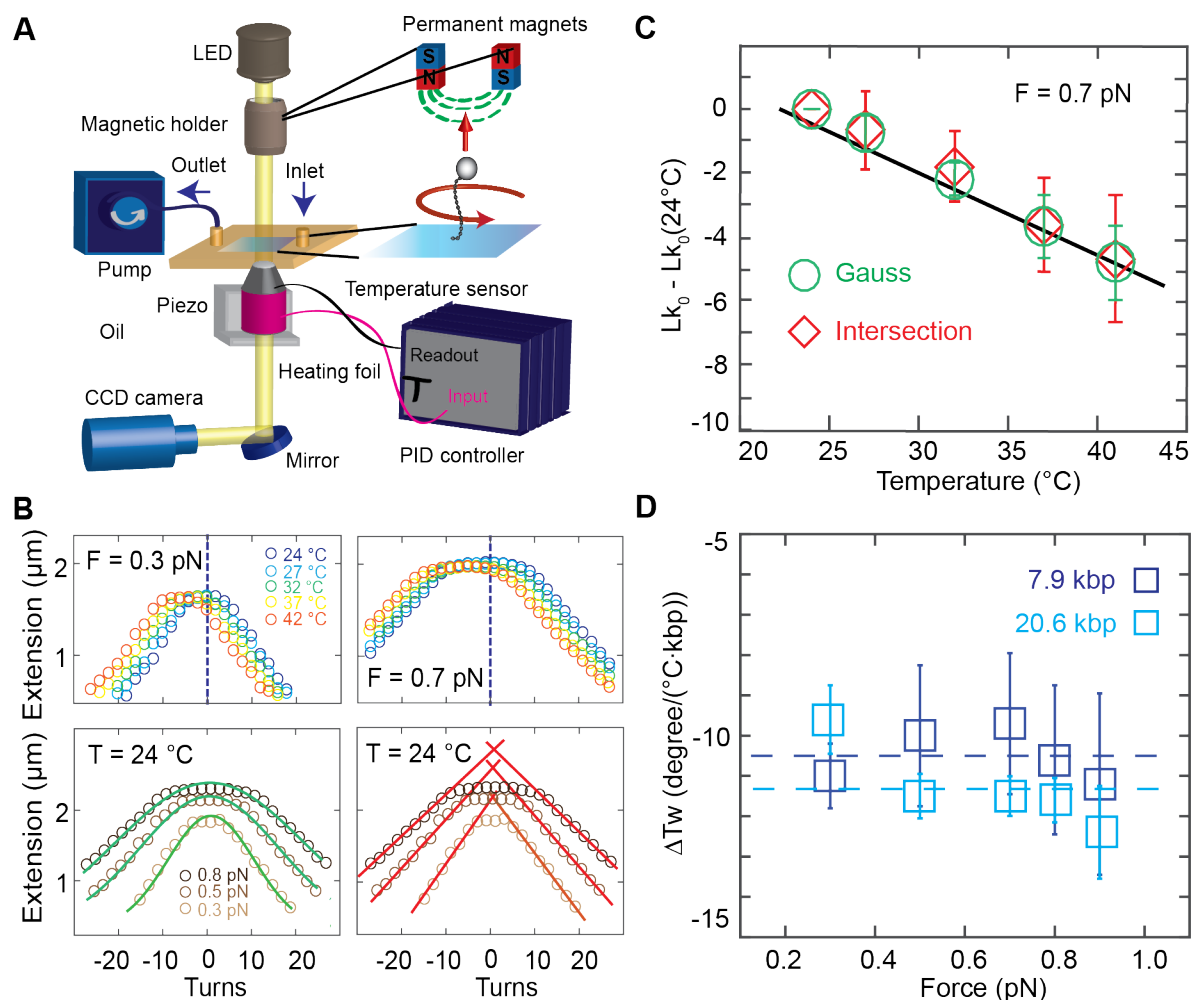 A
LED
Permanent magnets
S
N
N
S
Magnetic holder
Outlet
Inlet
Pump
Piezo
Temperature sensor
Oil
Readout
Heating foil
T
Input
CCD camera
Mirror
PID controller
B
Extension (μm)
2
1
F = 0.3 pN
24 °C
27 °C
32 °C
37 °C
42 °C
F = 0.7 pN
Extension (μm)
2
1
T = 24 °C
0.8 pN
0.5 pN
0.3 pN
T = 24 °C
-20 -10 0 10 20
Turns
-20 -10 0 10 20
Turns
C
F = 0.7 pN
Lk0 - Lk0(24°C)
0
-2
-4
-6
-8
-10
Gauss
Intersection
20 25 30 35 40 45
Temperature (°C)
D
ΔTw (degree/(°C·kbp))
-5
-10
-15
7.9 kbp
20.6 kbp
0.2 0.4 0.6 0.8 1.0
Force (pN)